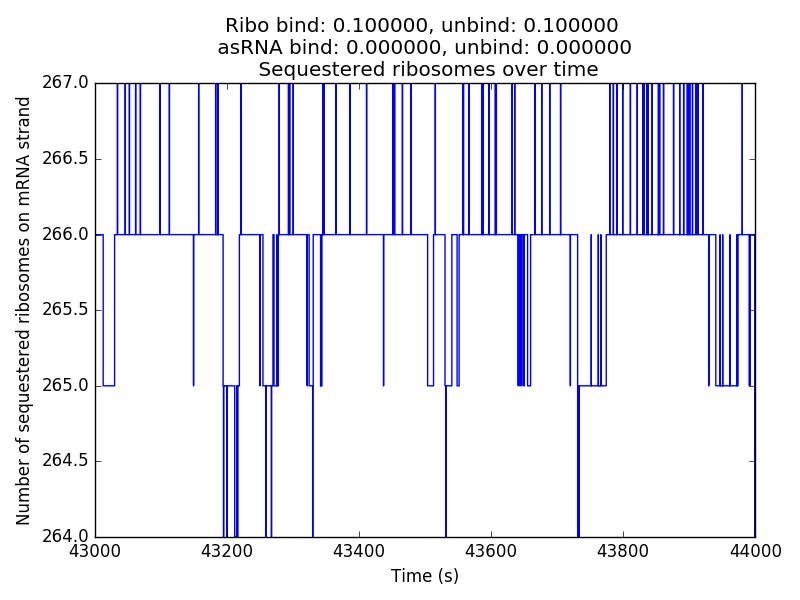 Ribo bind: 0.100000, unbind: 0.100000
asRNA bind: 0.000000, unbind: 0.000000
Sequestered ribosomes over time
Number of sequestered ribosomes on mRNA strand
267.0
266.5
266.0
265.5
265.0
264.5
264.0
43000 43200 43400 43600 43800 44000
Time (s)